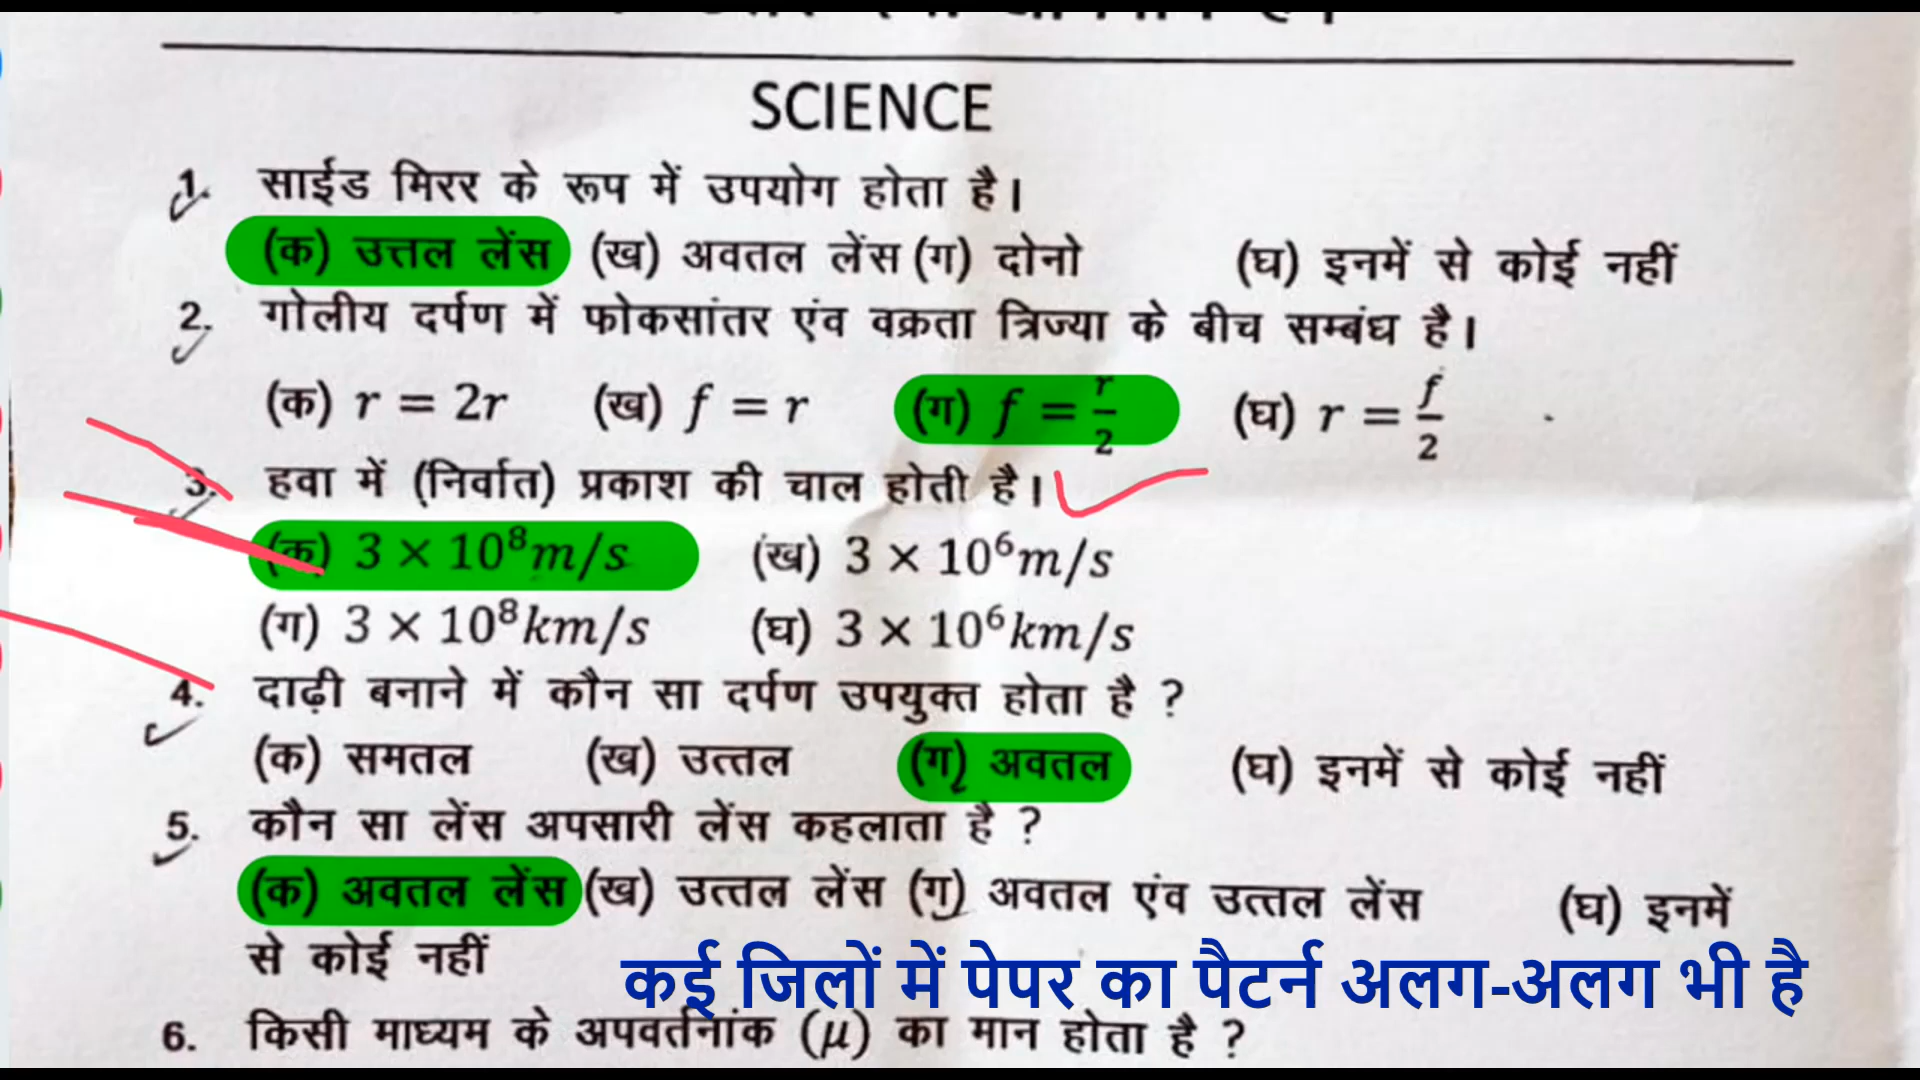 SCIENCE
1. साईड मिरर के रूप में उपयोग होता है।
(क) उत्तल लेंस (ख) अवतल लेंस (ग) दोनो (घ) इनमें से कोई नहीं
2. गोलीय दर्पण में फोकसांतर एंव वक्रता त्रिज्या के बीच सम्बंध है।
(क) r = 2r (ख) f = r (ग) f = r/2 (घ) r = f/2
3. हवा में (निर्वात) प्रकाश की चाल होती है।
(क) 3 × 10⁸m/s (ख) 3 × 10⁶m/s
(ग) 3 × 10⁸km/s (घ) 3 × 10⁶km/s
4. दाढ़ी बनाने में कौन सा दर्पण उपयुक्त होता है ?
(क) समतल (ख) उत्तल (ग) अवतल (घ) इनमें से कोई नहीं
5. कौन सा लेंस अपसारी लेंस कहलाता है ?
(क) अवतल लेंस (ख) उत्तल लेंस (ग) अवतल एंव उत्तल लेंस (घ) इनमें
से कोई नहीं
कई जिलों में पेपर का पैटर्न अलग-अलग भी है
6. किसी माध्यम के अपवर्तनांक (μ) का मान होता है ?